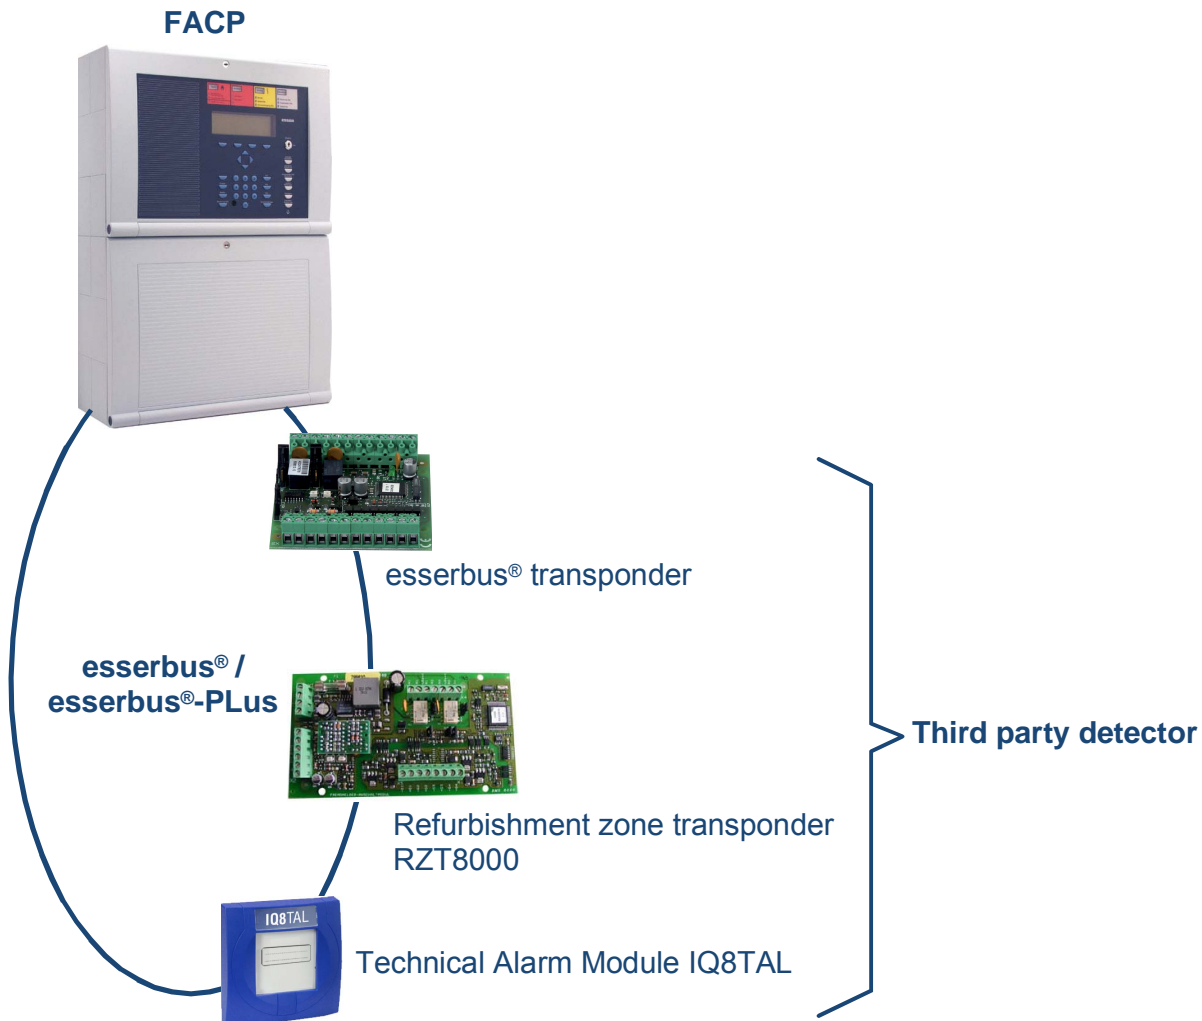 FACP
esserbus® transponder
esserbus® /
esserbus®-PLus
Third party detector
Refurbishment zone transponder
RZT8000
IQ8TAL
Technical Alarm Module IQ8TAL